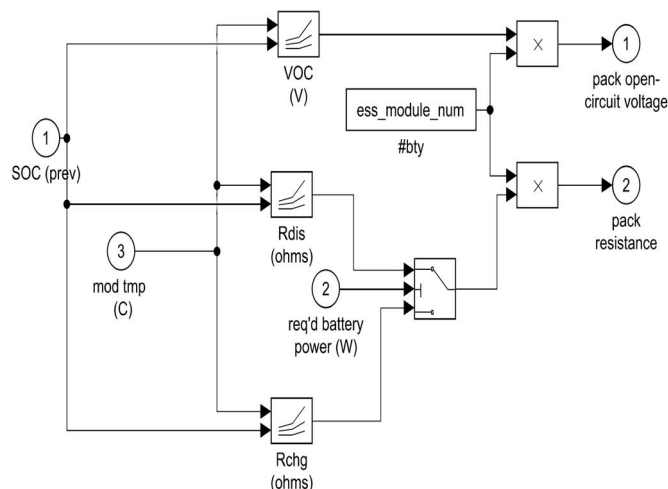 VOC
(V)
×
1
pack open-
circuit voltage
ess_module_num
#bty
1
SOC (prev)
×
2
pack
resistance
Rdis
(ohms)
3
mod tmp
(C)
2
req'd battery
power (W)
Rchg
(ohms)